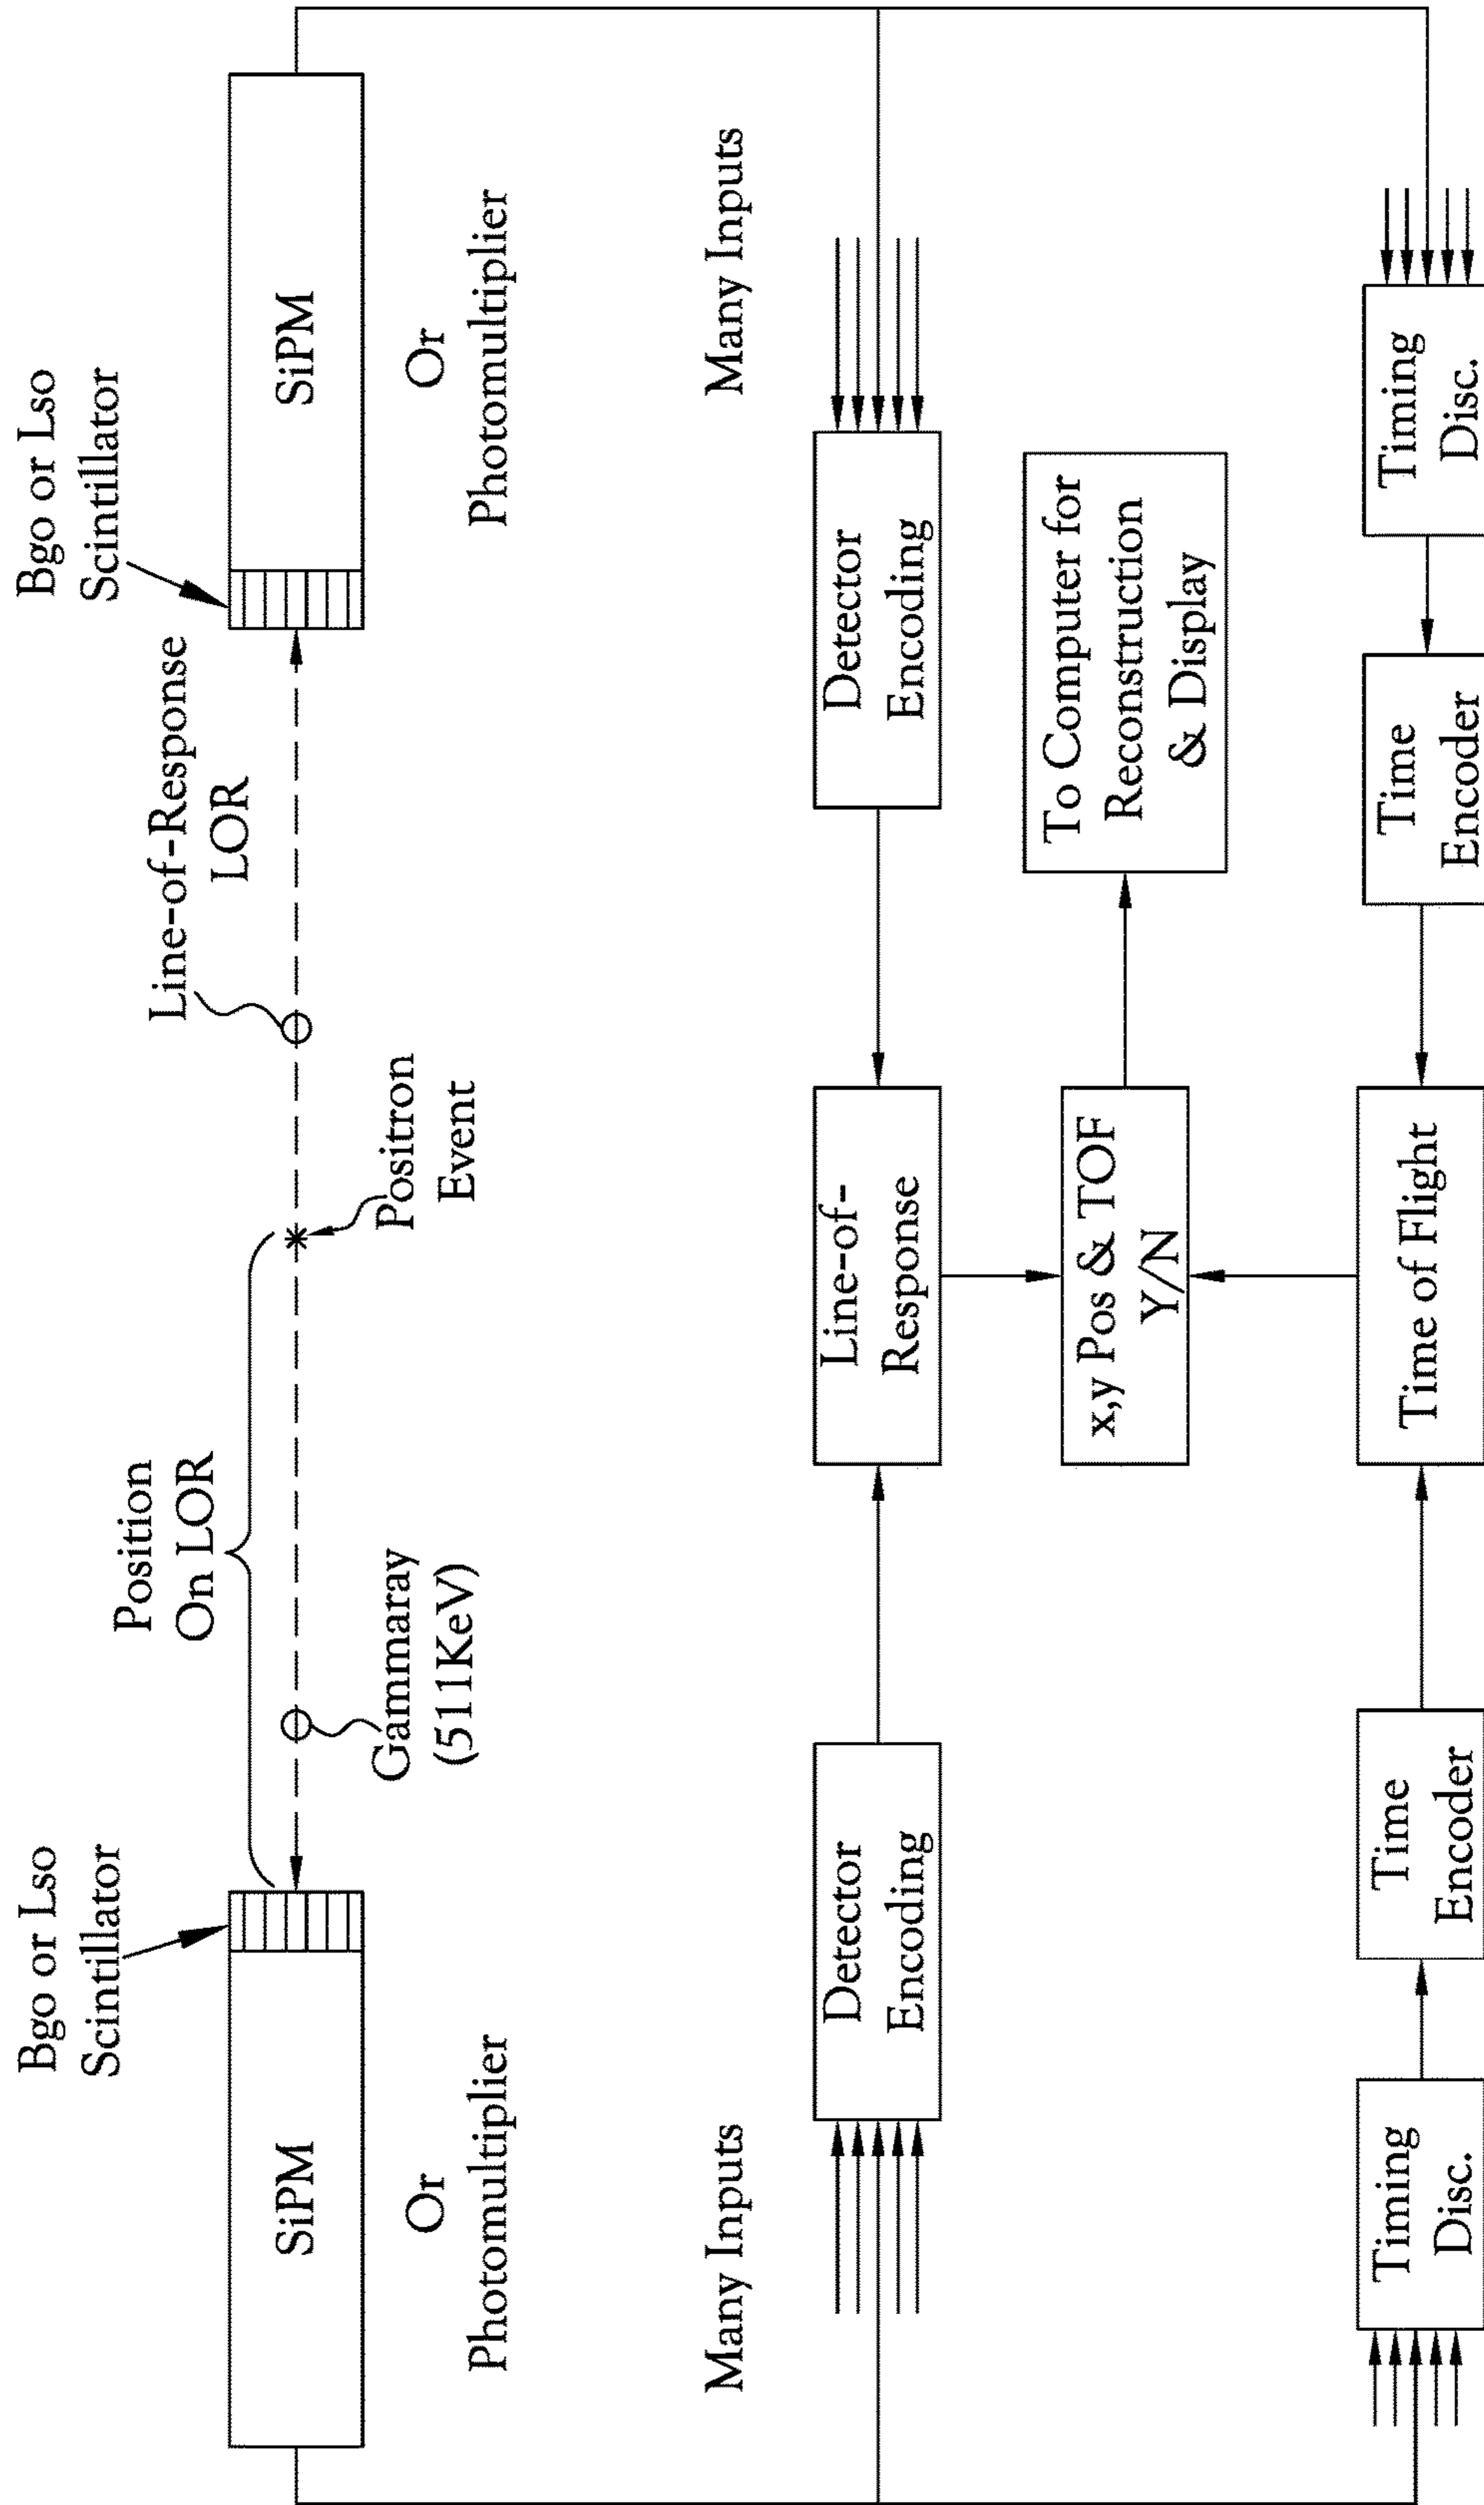 Bgo or Lso
Scintillator
Position
On LOR
Line-of-Response
LOR
Bgo or Lso
Scintillator
SiPM
SiPM
Or
Photomultiplier
Gammaray
(511KeV)
Positron
Event
Or
Photomultiplier
Many Inputs
Many Inputs
Detector
Encoding
Line-of-
Response
Detector
Encoding
x,y Pos & TOF
Y/N
To Computer for
Reconstruction
& Display
Timing
Disc.
Time
Encoder
Time of Flight
Time
Encoder
Timing
Disc.